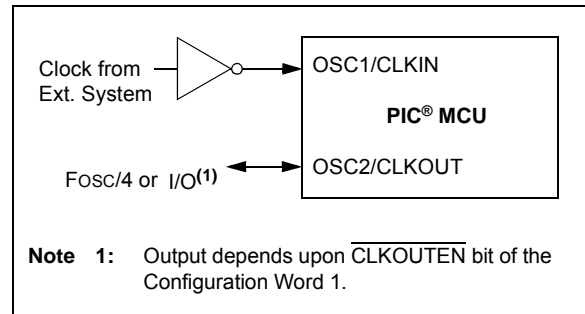 Clock from
Ext. System
OSC1/CLKIN
PIC® MCU
FOSC/4 or I/O(1)
OSC2/CLKOUT
Note 1: Output depends upon CLKOUTEN bit of the
Configuration Word 1.